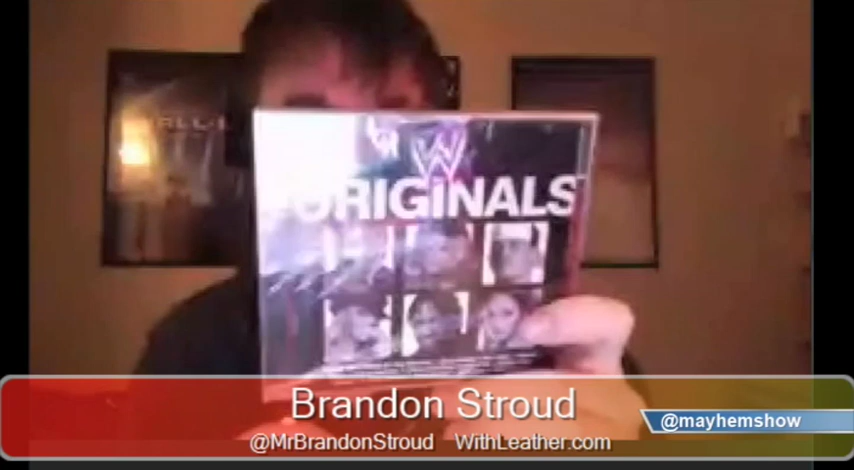 W
ORIGINALS
Brandon Stroud
@MrBrandonStroud WithLeather.com
@mayhemshow